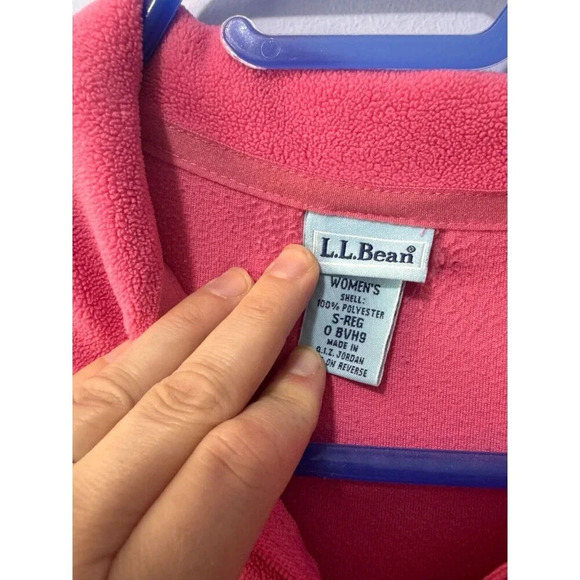 L.L.Bean®
WOMEN'S
SHELL:
100% POLYESTER
S-REG
0 BVH9
MADE IN
Q.I.Z. JORDAN
ON REVERSE